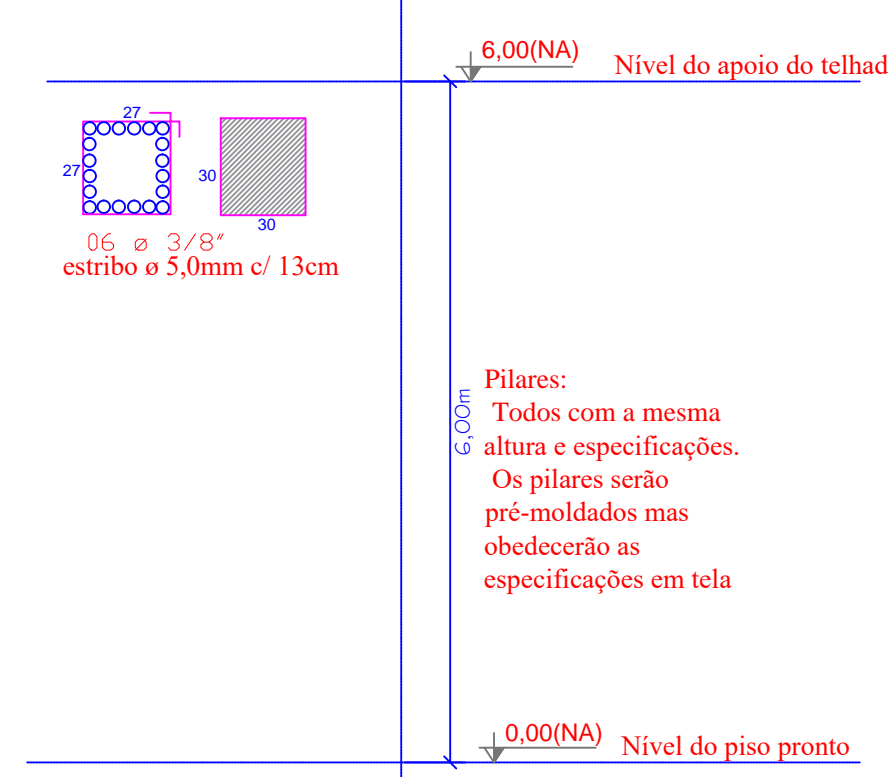 6,00(NA)
Nível do apoio do telhad
27
27
30
30
06 ø 3/8"
estribo ø 5,0mm c/ 13cm
6,00m
Pilares:
Todos com a mesma
altura e especificações.
Os pilares serão
pré-moldados mas
obedecerão as
especificações em tela
0,00(NA)
Nível do piso pronto